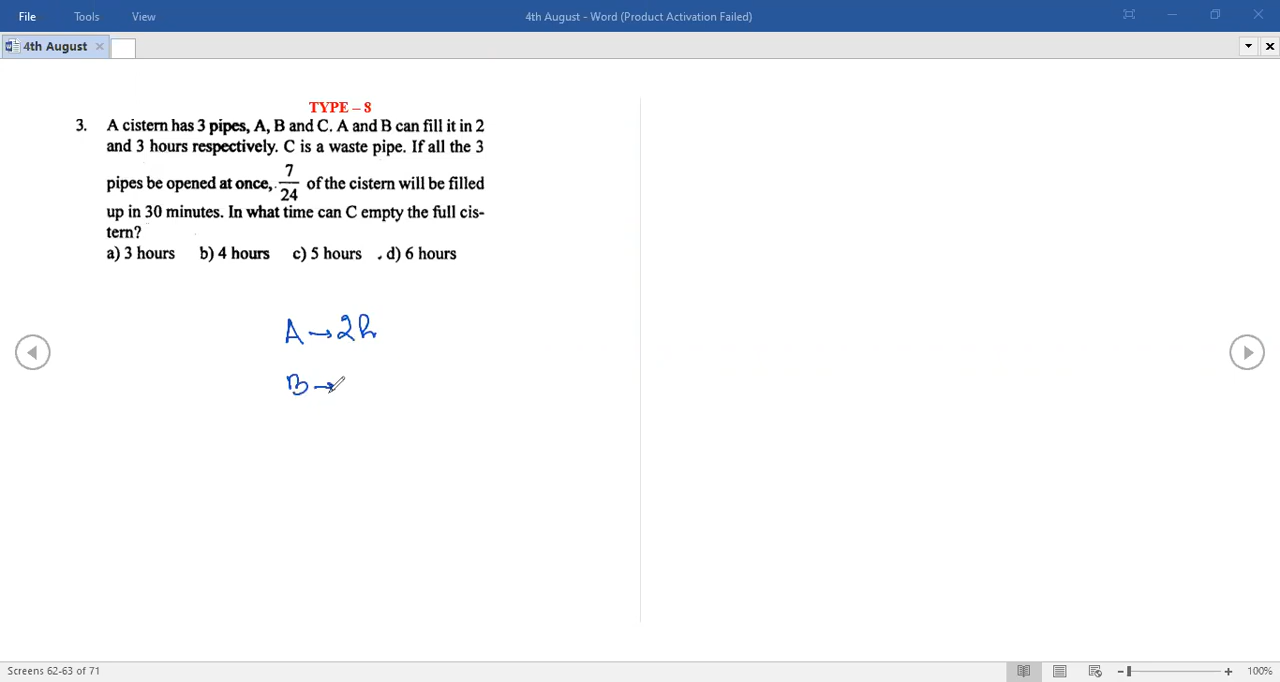 File Tools View 4th August - Word (Product Activation Failed)
4th August
TYPE – 8
3. A cistern has 3 pipes, A, B and C. A and B can fill it in 2
and 3 hours respectively. C is a waste pipe. If all the 3
pipes be opened at once, 7/24 of the cistern will be filled
up in 30 minutes. In what time can C empty the full cis-
tern?
a) 3 hours b) 4 hours c) 5 hours d) 6 hours
A → 2h
B →
Screens 62-63 of 71 100%